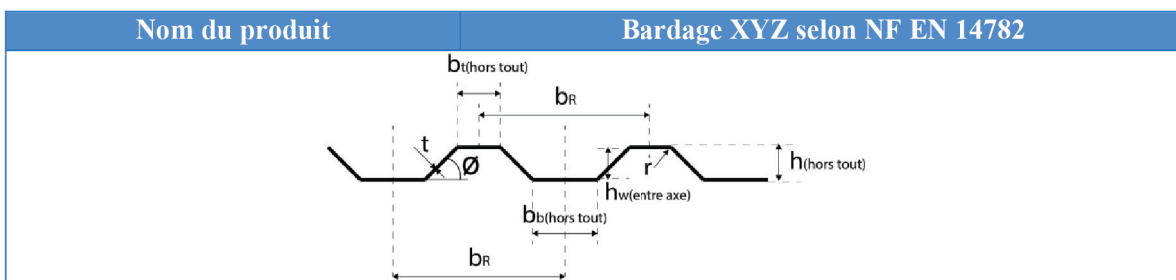 Nom du produit
Bardage XYZ selon NF EN 14782
bt(hors tout)
bR
t
Ø
r
h(hors tout)
hw(entre axe)
bb(hors tout)
bR